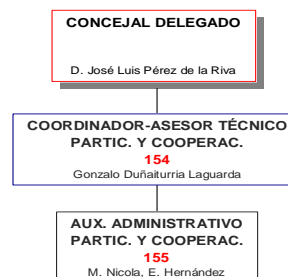 CONCEJAL DELEGADO
D. José Luis Pérez de la Riva
COORDINADOR-ASESOR TÉCNICO
PARTIC. Y COOPERAC.
154
Gonzalo Duñaiturria Laguarda
AUX. ADMINISTRATIVO
PARTIC. Y COOPERAC.
155
M. Nicola, E. Hernández